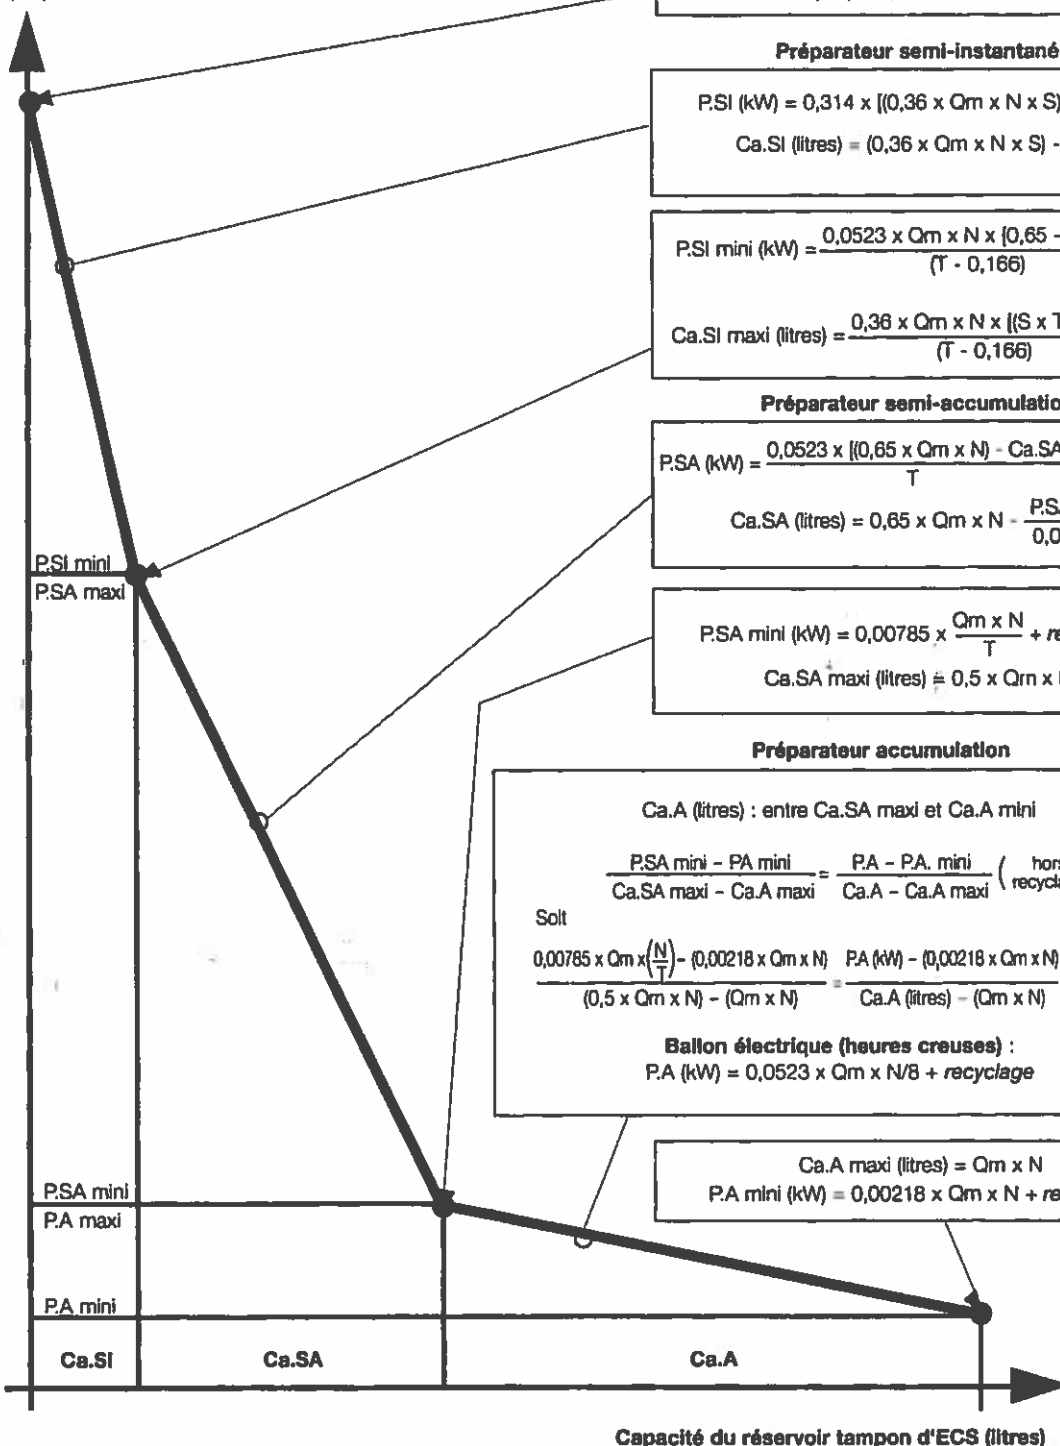 Préparateur semi-instantané
P.SI (kW) = 0,314 x [(0,36 x Qm x N x S)
Ca.SI (litres) = (0,36 x Qm x N x S) -
P.SI mini (kW) = 0,0523 x Qm x N x [0,65 -
(T - 0,166)
Ca.SI maxi (litres) = 0,36 x Qm x N x [(S x T
(T - 0,166)
Préparateur semi-accumulatio
P.SA (kW) = 0,0523 x [(0,65 x Qm x N) - Ca.SA
T
Ca.SA (litres) = 0,65 x Qm x N - P.S
0,0
P.SI mini
P.SA maxi
P.SA mini (kW) = 0,00785 x Qm x N + re
T
Ca.SA maxi (litres) = 0,5 x Qm x
Préparateur accumulation
Ca.A (litres) : entre Ca.SA maxi et Ca.A mini
P.SA mini – PA mini = P.A – P.A. mini ( hors
Ca.SA maxi – Ca.A maxi Ca.A – Ca.A maxi recycla
Soit
0,00785 x Qm x (N/T) – (0,00218 x Qm x N) = P.A (kW) – (0,00218 x Qm x N)
(0,5 x Qm x N) – (Qm x N) Ca.A (litres) – (Qm x N)
Ballon électrique (heures creuses) :
P.A (kW) = 0,0523 x Qm x N/8 + recyclage
Ca.A maxi (litres) = Qm x N
P.A mini (kW) = 0,00218 x Qm x N + re
P.SA mini
P.A maxi
P.A mini
Ca.SI
Ca.SA
Ca.A
Capacité du réservoir tampon d'ECS (litres)